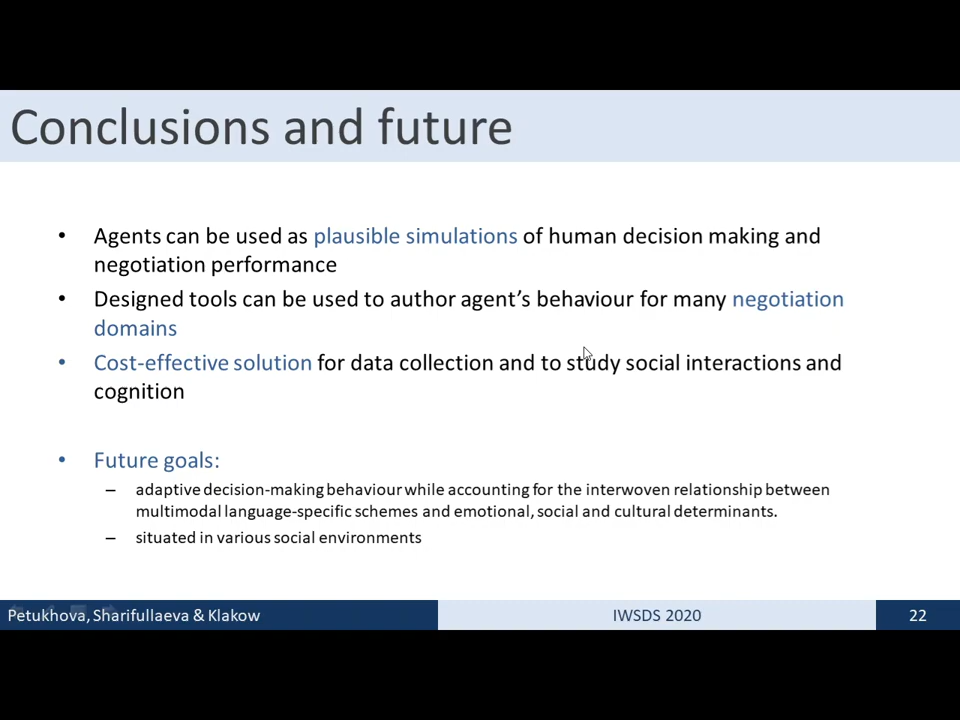 Conclusions and future
• Agents can be used as plausible simulations of human decision making and
negotiation performance
• Designed tools can be used to author agent's behaviour for many negotiation
domains
• Cost-effective solution for data collection and to study social interactions and
cognition
• Future goals:
– adaptive decision-making behaviour while accounting for the interwoven relationship between
multimodal language-specific schemes and emotional, social and cultural determinants.
– situated in various social environments
Petukhova, Sharifullaeva & Klakow
IWSDS 2020
22